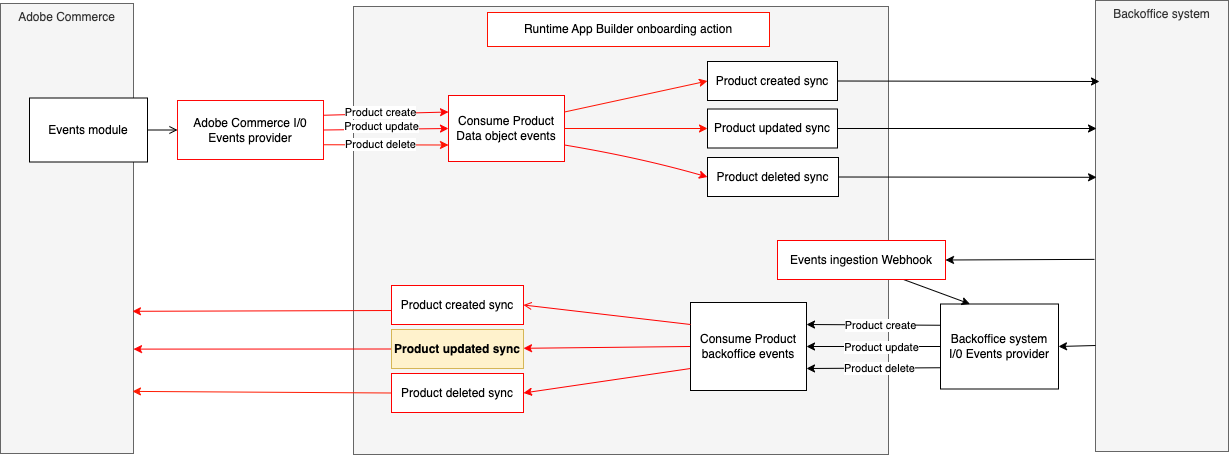 Adobe Commerce
Backoffice system
Runtime App Builder onboarding action
Events module
Adobe Commerce I/0
Events provider
Product create
Product update
Product delete
Consume Product
Data object events
Product created sync
Product updated sync
Product deleted sync
Events ingestion Webhook
Product created sync
Product updated sync
Product deleted sync
Consume Product
backoffice events
Product create
Product update
Product delete
Backoffice system
I/0 Events provider